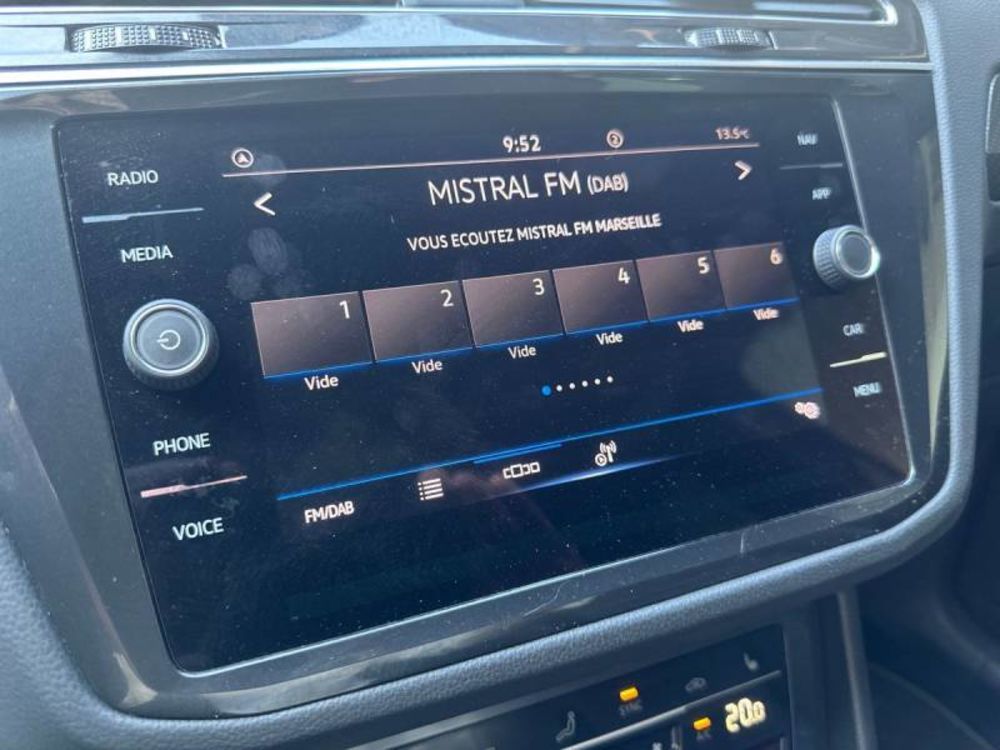 RADIO
MEDIA
PHONE
VOICE
9:52
2
13.5°C
MISTRAL FM (DAB)
VOUS ECOUTEZ MISTRAL FM MARSEILLE
1 2 3 4 5 6
Vide Vide Vide Vide Vide Vide
FM/DAB
NAV
APP
CAR
MENU
SYNC
A/C
20.0